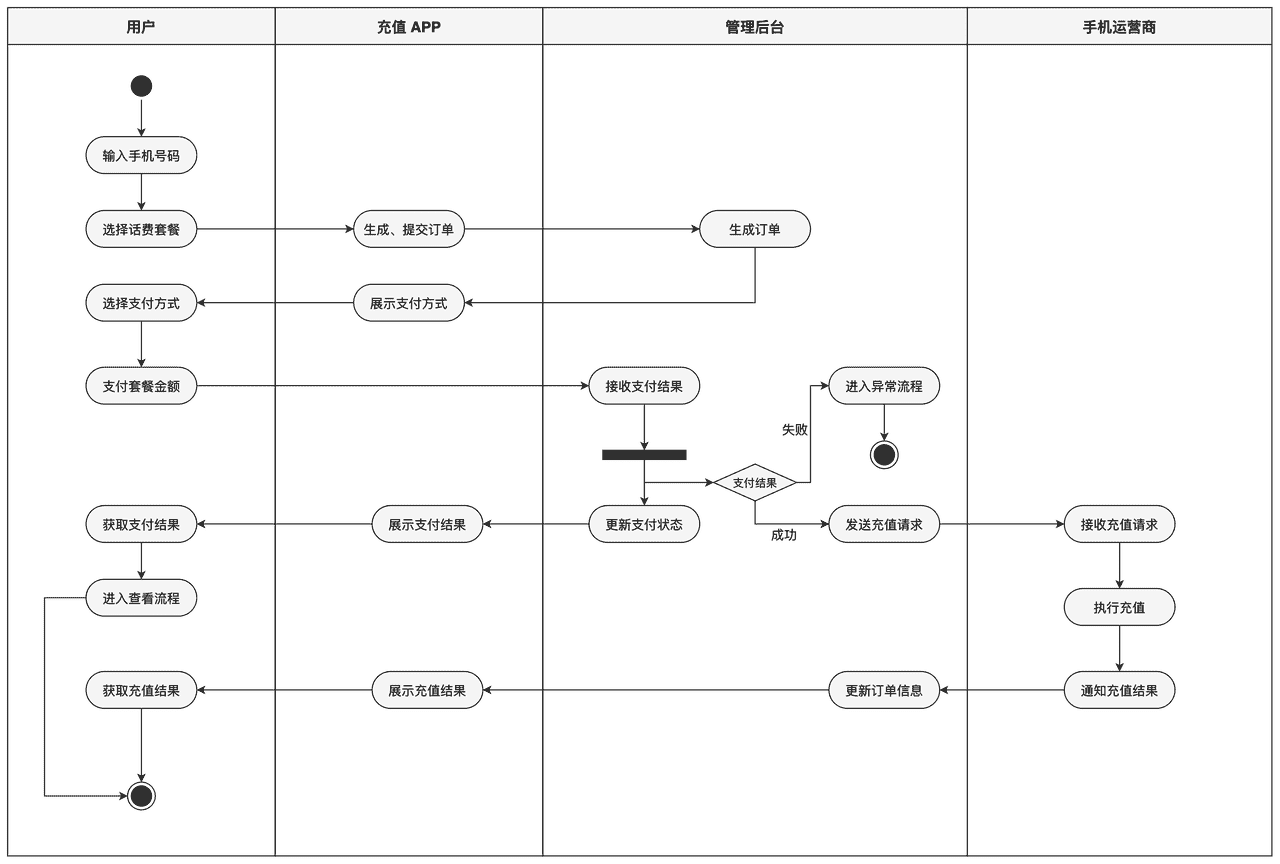 用户
充值 APP
管理后台
手机运营商
输入手机号码
选择话费套餐
生成、提交订单
生成订单
选择支付方式
展示支付方式
支付套餐金额
接收支付结果
进入异常流程
失败
支付结果
获取支付结果
展示支付结果
更新支付状态
成功
发送充值请求
接收充值请求
进入查看流程
执行充值
获取充值结果
展示充值结果
更新订单信息
通知充值结果